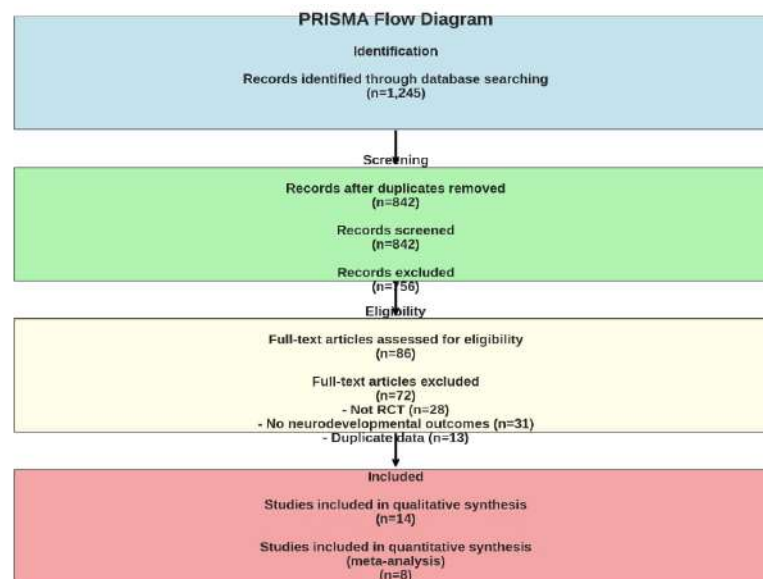 PRISMA Flow Diagram
Identification
Records identified through database searching
(n=1,245)
Screening
Records after duplicates removed
(n=842)
Records screened
(n=842)
Records excluded
(n=756)
Eligibility
Full-text articles assessed for eligibility
(n=86)
Full-text articles excluded
(n=72)
- Not RCT (n=28)
- No neurodevelopmental outcomes (n=31)
- Duplicate data (n=13)
Included
Studies included in qualitative synthesis
(n=14)
Studies included in quantitative synthesis
(meta-analysis)
(n=8)